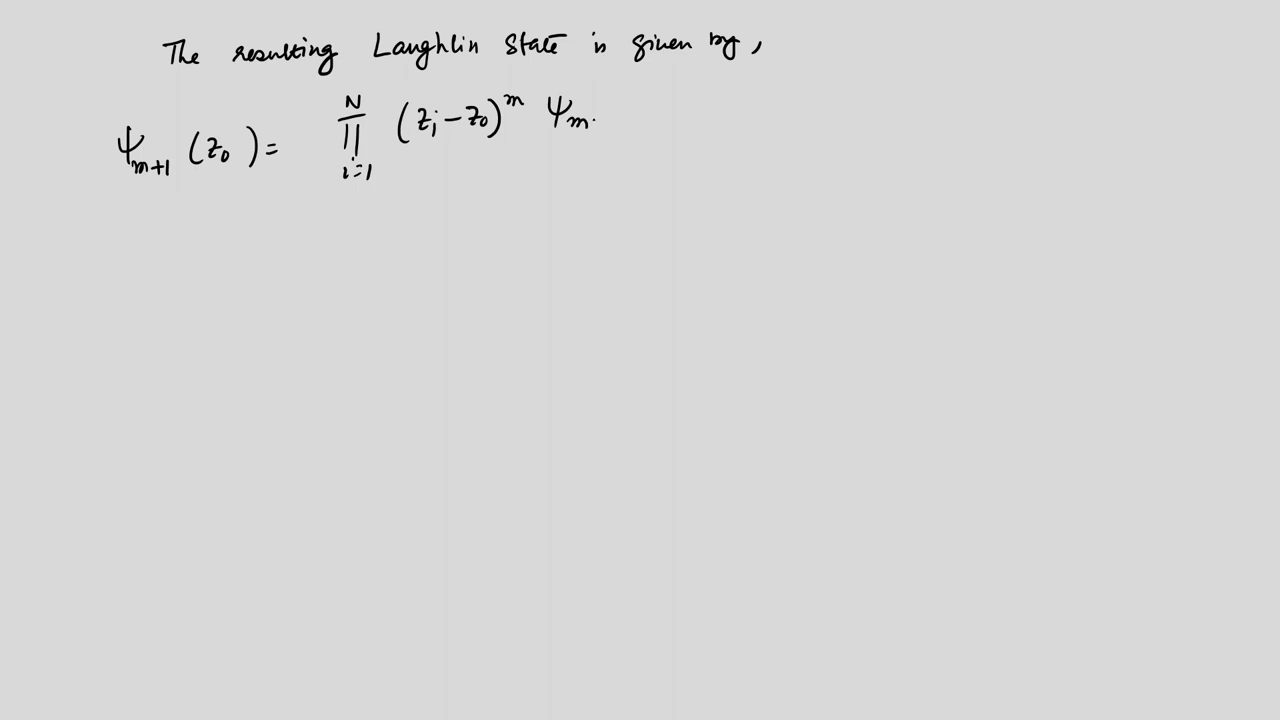 The resulting Laughlin state is given by,
ψ_{m+1} (z_0) = ∏_{i=1}^{N} (z_i - z_0)^m ψ_m.